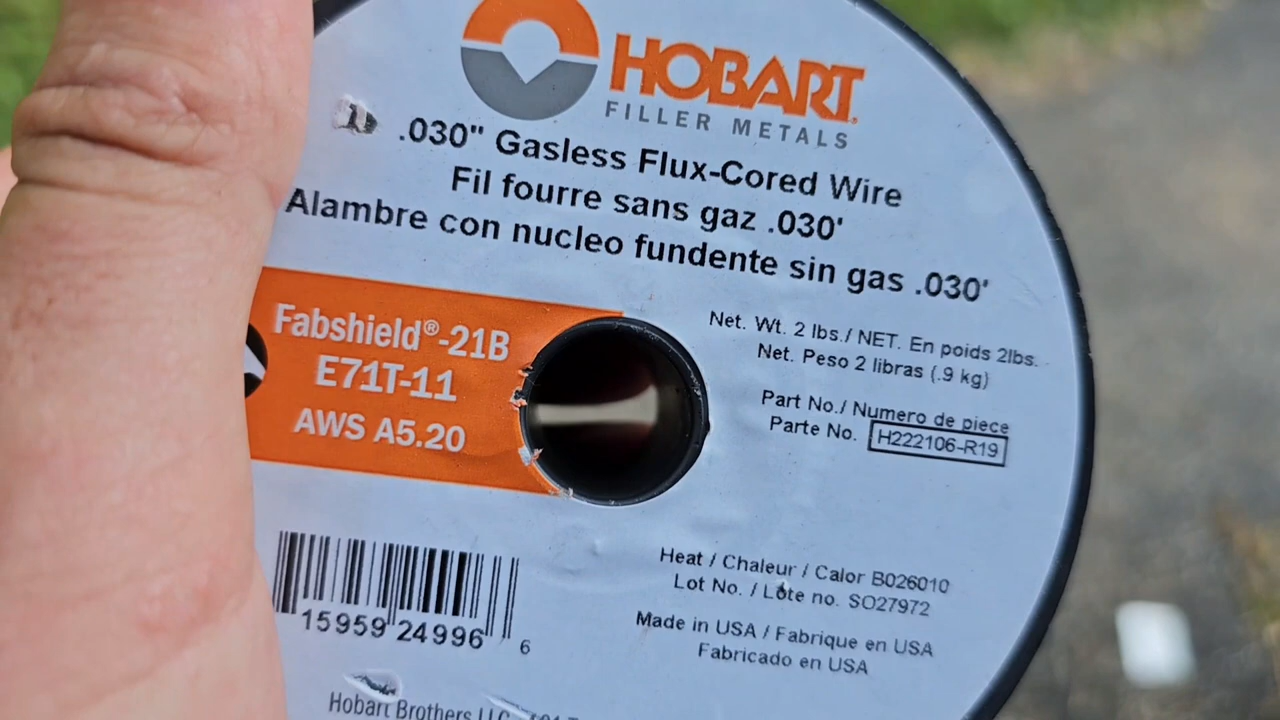 HOBART
FILLER METALS
.030" Gasless Flux-Cored Wire
Fil fourre sans gaz .030'
Alambre con nucleo fundente sin gas .030'
Fabshield®-21B
E71T-11
AWS A5.20
Net. Wt. 2 lbs./ NET. En poids 2lbs.
Net. Peso 2 libras (.9 kg)
Part No./ Numero de piece
Parte No. H222106-R19
Heat / Chaleur / Calor B026010
Lot No. / Lote no. SO27972
Made in USA / Fabrique en USA
Fabricado en USA
15959 24996 6
Hobart Brothers LLC